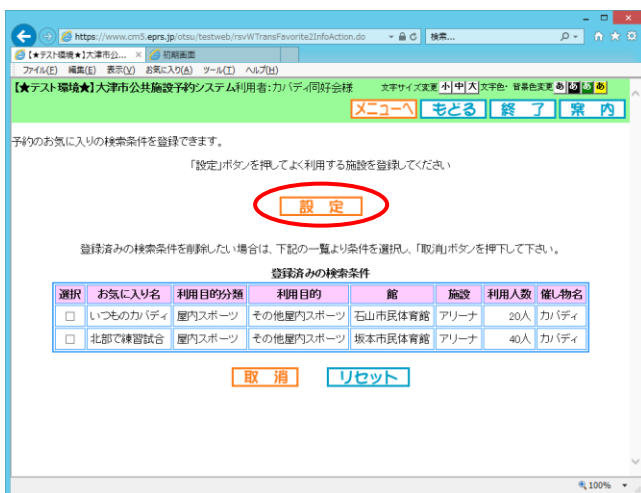 https://www.cm5.eprs.jp/otsu/testweb/rsvWTransFavorite2InfoAction.do 検索...
【★テスト環境★】大津市公... × 初期画面
ファイル(F) 編集(E) 表示(V) お気に入り(A) ツール(T) ヘルプ(H)
【★テスト環境★】大津市公共施設予約システム利用者:カバディ同好会様 文字サイズ変更 小 中 大 文字色・背景色変更 あ あ あ あ
メニューへ もどる 終 了 案 内
予約のお気に入りの検索条件を登録できます。
「設定」ボタンを押してよく利用する施設を登録してください
設 定
登録済みの検索条件を削除したい場合は、下記の一覧より条件を選択し、「取消」ボタンを押下して下さい。
登録済みの検索条件
選択 お気に入り名 利用目的分類 利用目的 館 施設 利用人数 催し物名
いつものカバディ 屋内スポーツ その他屋内スポーツ 石山市民体育館 アリーナ 20人 カバディ
北部で練習試合 屋内スポーツ その他屋内スポーツ 坂本市民体育館 アリーナ 40人 カバディ
取 消 リセット
100%